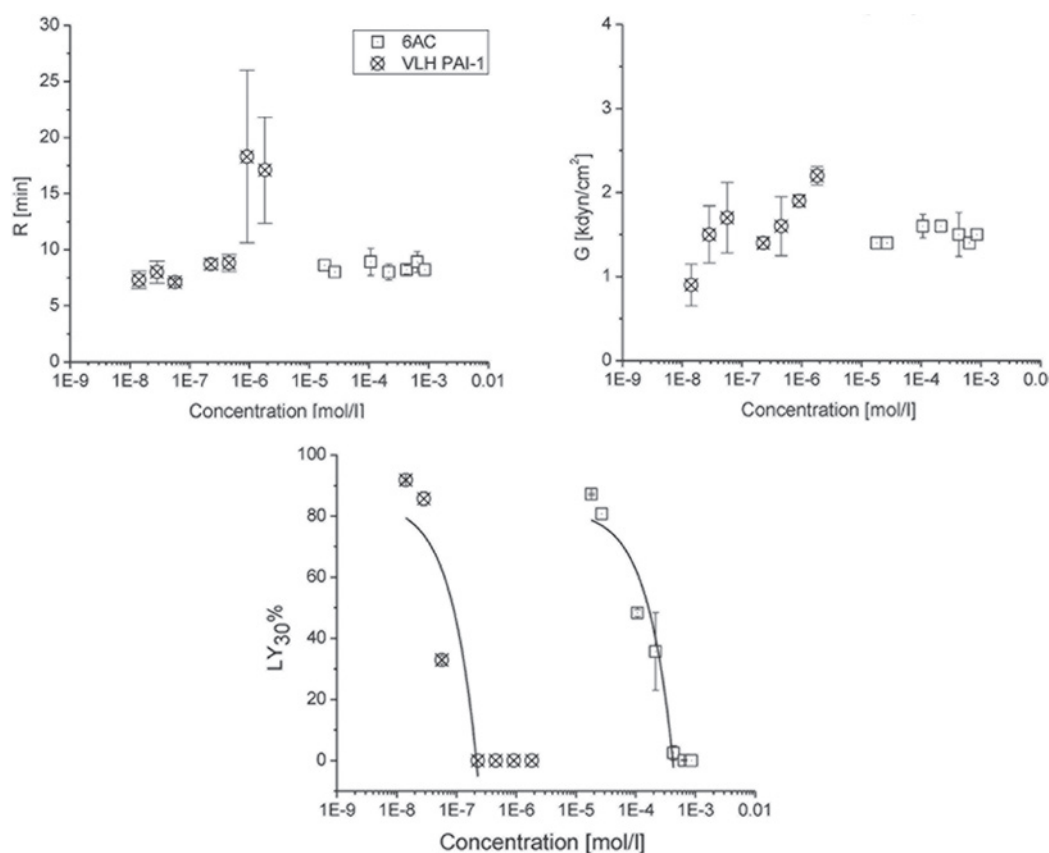 30
25
20
15
10
5
0
R [min]
1E-9 1E-8 1E-7 1E-6 1E-5 1E-4 1E-3 0.01
Concentration [mol/l]
6AC
VLH PAI-1
4
3
2
1
0
G [kdyn/cm²]
1E-9 1E-8 1E-7 1E-6 1E-5 1E-4 1E-3 0.0
Concentration [mol/l]
100
80
60
40
20
0
LY30%
1E-9 1E-8 1E-7 1E-6 1E-5 1E-4 1E-3 0.01
Concentration [mol/l]